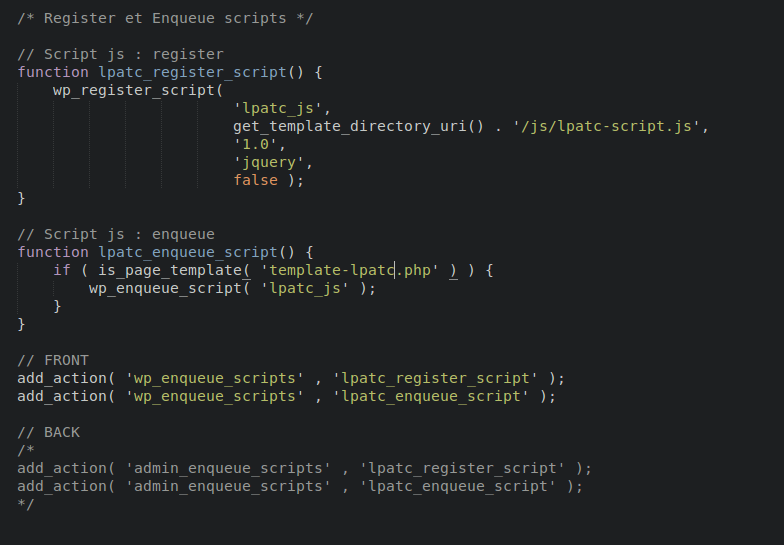 /* Register et Enqueue scripts */
// Script js : register
function lpatc_register_script() {
wp_register_script(
'lpatc_js',
get_template_directory_uri() . '/js/lpatc-script.js',
'1.0',
'jquery',
false );
}
// Script js : enqueue
function lpatc_enqueue_script() {
if ( is_page_template( 'template-lpatc.php' ) ) {
wp_enqueue_script( 'lpatc_js' );
}
}
// FRONT
add_action( 'wp_enqueue_scripts' , 'lpatc_register_script' );
add_action( 'wp_enqueue_scripts' , 'lpatc_enqueue_script' );
// BACK
/*
add_action( 'admin_enqueue_scripts' , 'lpatc_register_script' );
add_action( 'admin_enqueue_scripts' , 'lpatc_enqueue_script' );
*/